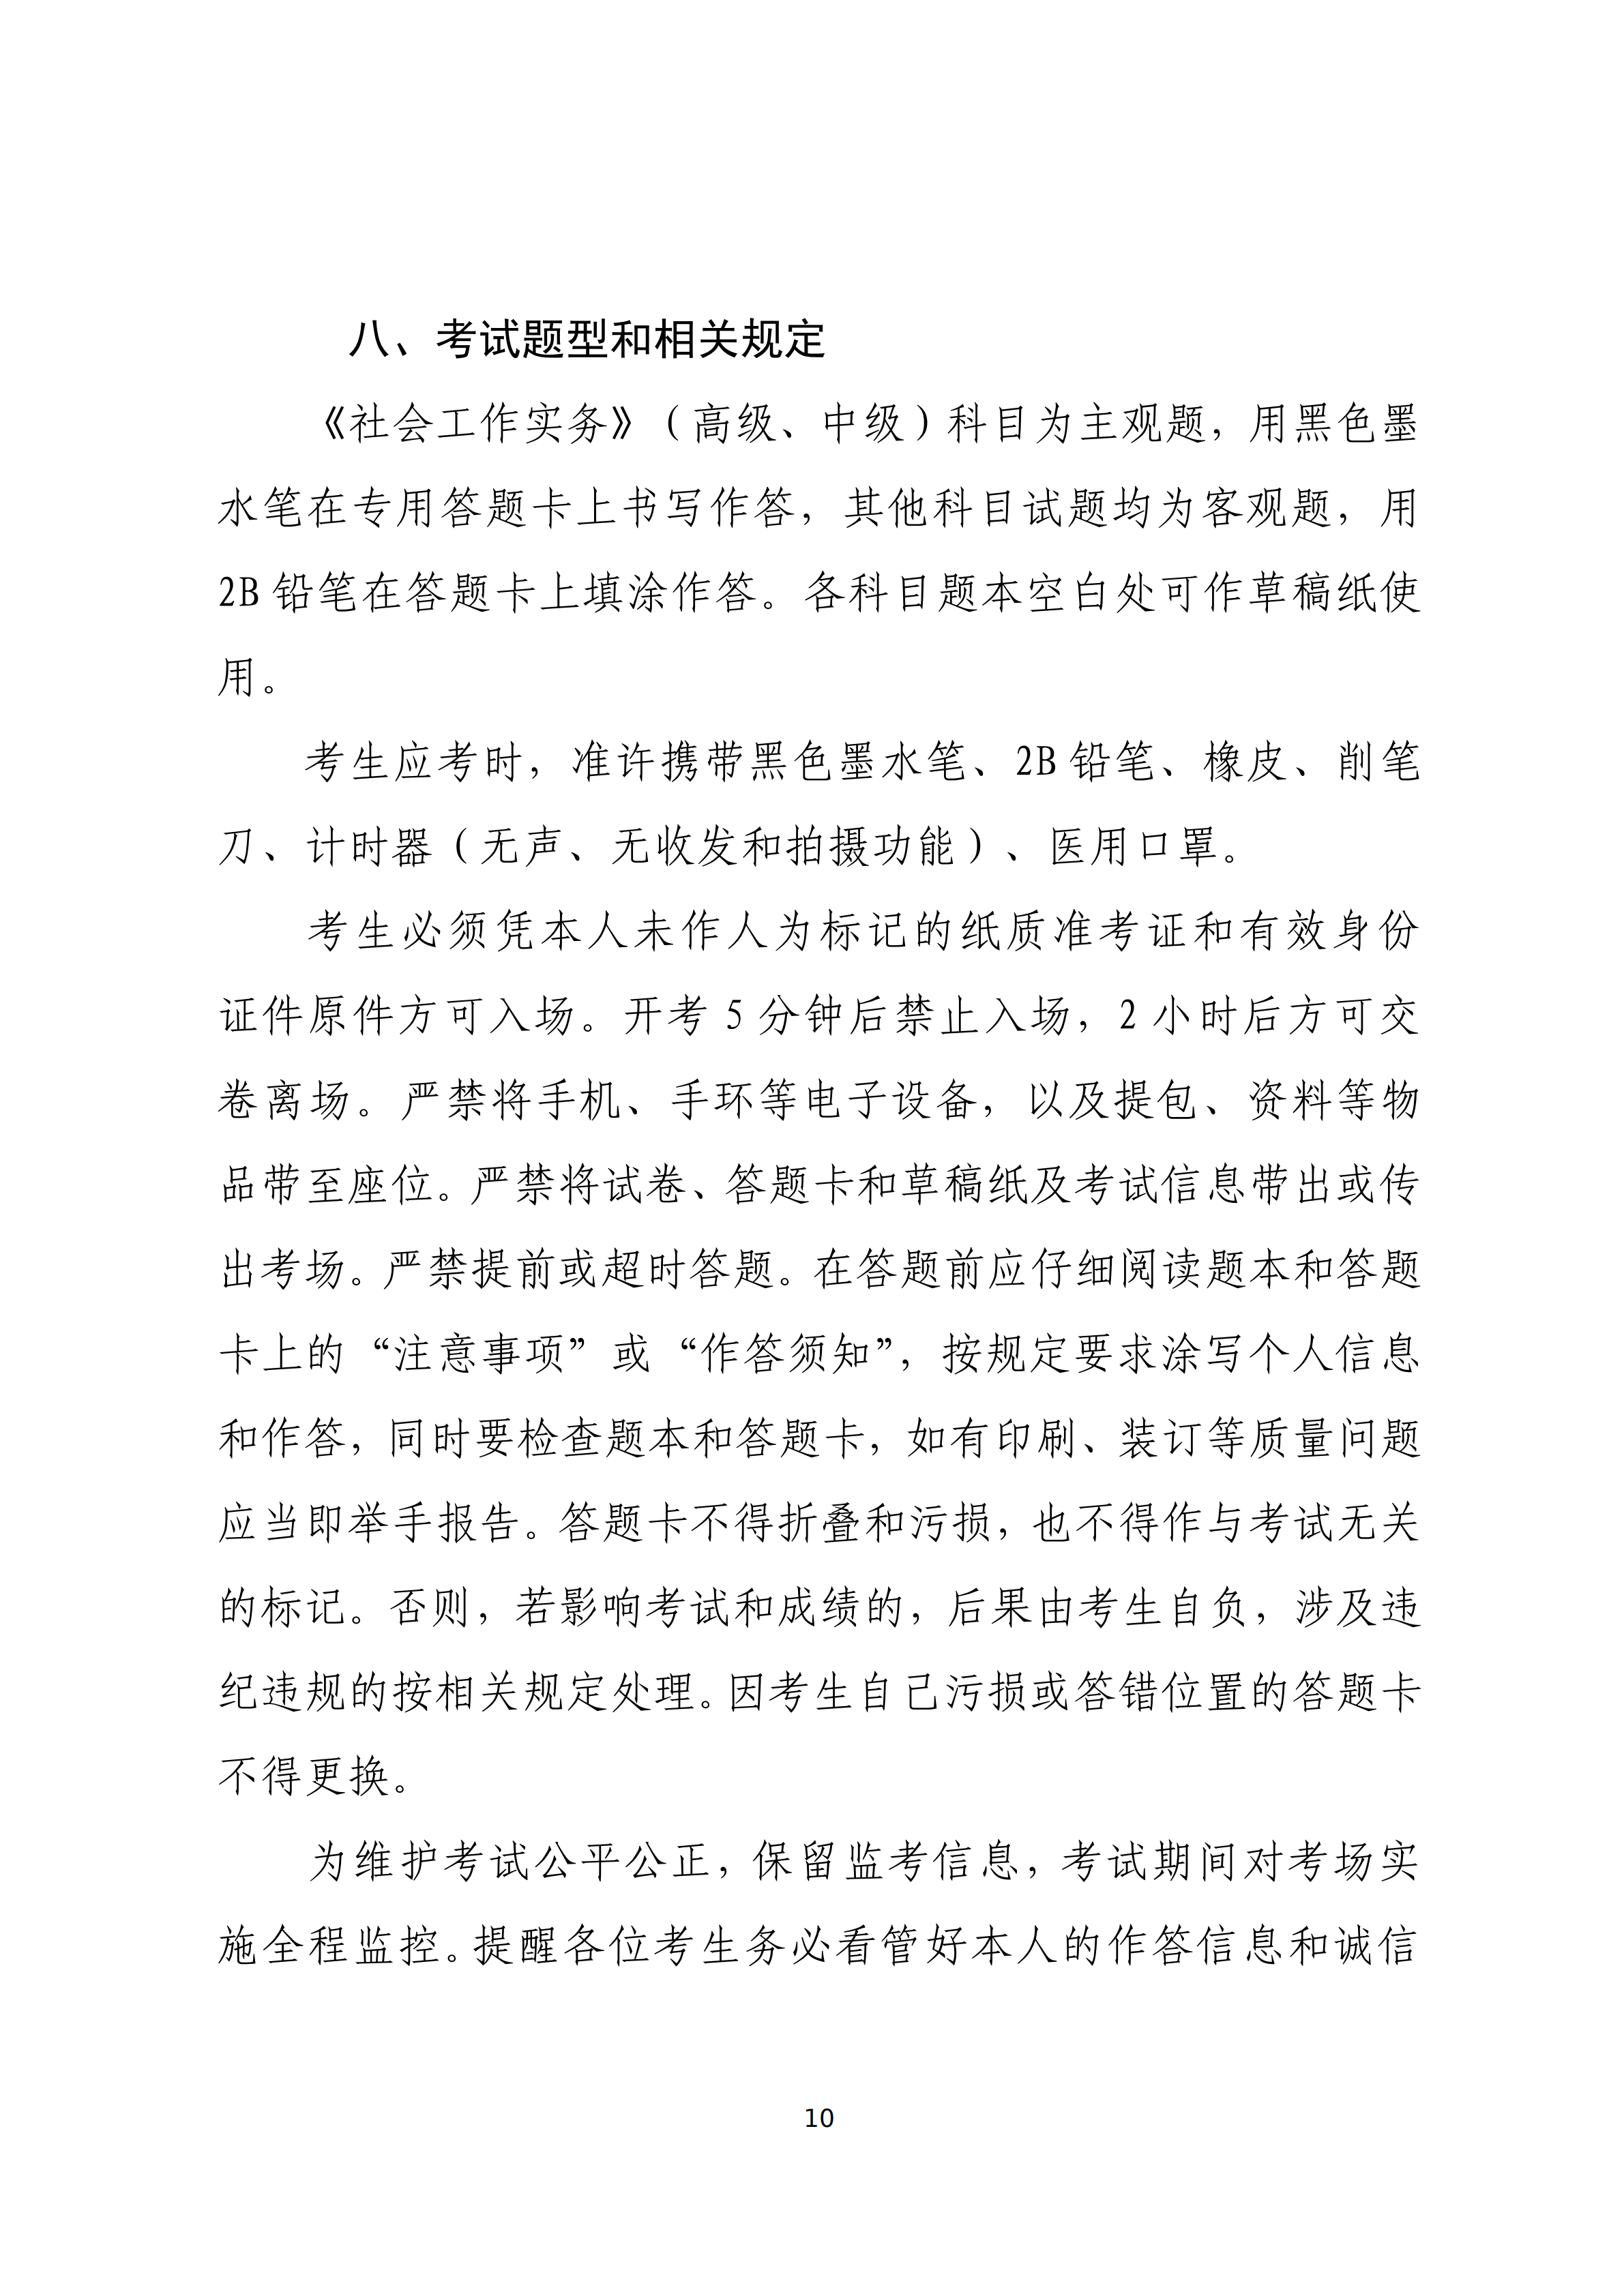 八、考试题型和相关规定
《社会工作实务》（高级、中级）科目为主观题，用黑色墨
水笔在专用答题卡上书写作答，其他科目试题均为客观题，用
2B 铅笔在答题卡上填涂作答。各科目题本空白处可作草稿纸使
用。
考生应考时，准许携带黑色墨水笔、2B 铅笔、橡皮、削笔
刀、计时器（无声、无收发和拍摄功能）、医用口罩。
考生必须凭本人未作人为标记的纸质准考证和有效身份
证件原件方可入场。开考 5 分钟后禁止入场，2 小时后方可交
卷离场。严禁将手机、手环等电子设备，以及提包、资料等物
品带至座位。严禁将试卷、答题卡和草稿纸及考试信息带出或传
出考场。严禁提前或超时答题。在答题前应仔细阅读题本和答题
卡上的“注意事项”或“作答须知”，按规定要求涂写个人信息
和作答，同时要检查题本和答题卡，如有印刷、装订等质量问题
应当即举手报告。答题卡不得折叠和污损，也不得作与考试无关
的标记。否则，若影响考试和成绩的，后果由考生自负，涉及违
纪违规的按相关规定处理。因考生自己污损或答错位置的答题卡
不得更换。
为维护考试公平公正，保留监考信息，考试期间对考场实
施全程监控。提醒各位考生务必看管好本人的作答信息和诚信
10